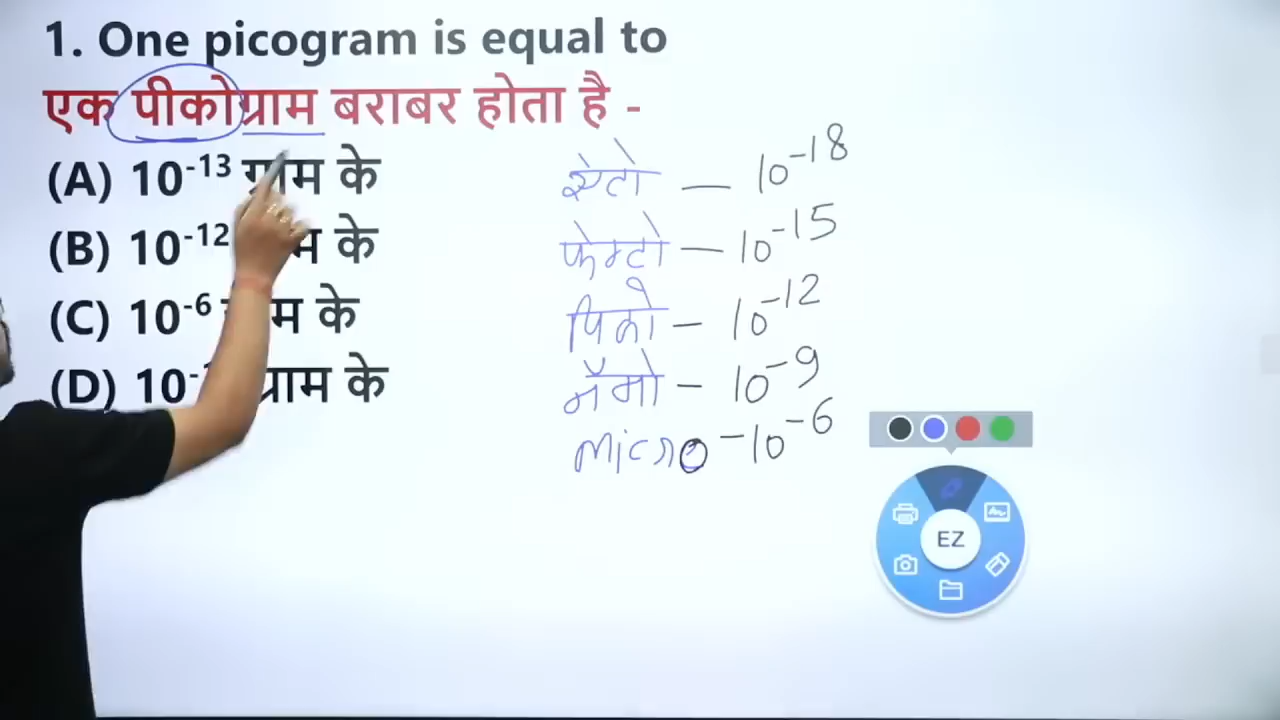 1. One picogram is equal to
एक पीकोग्राम बराबर होता है -
(A) 10⁻¹³ ग्राम के
(B) 10⁻¹² के
(C) 10⁻⁶ के
(D) 10⁻ ग्राम के
एटो — 10⁻¹⁸
फेम्टो — 10⁻¹⁵
पिको — 10⁻¹²
नॅनो — 10⁻⁹
micro — 10⁻⁶
EZ